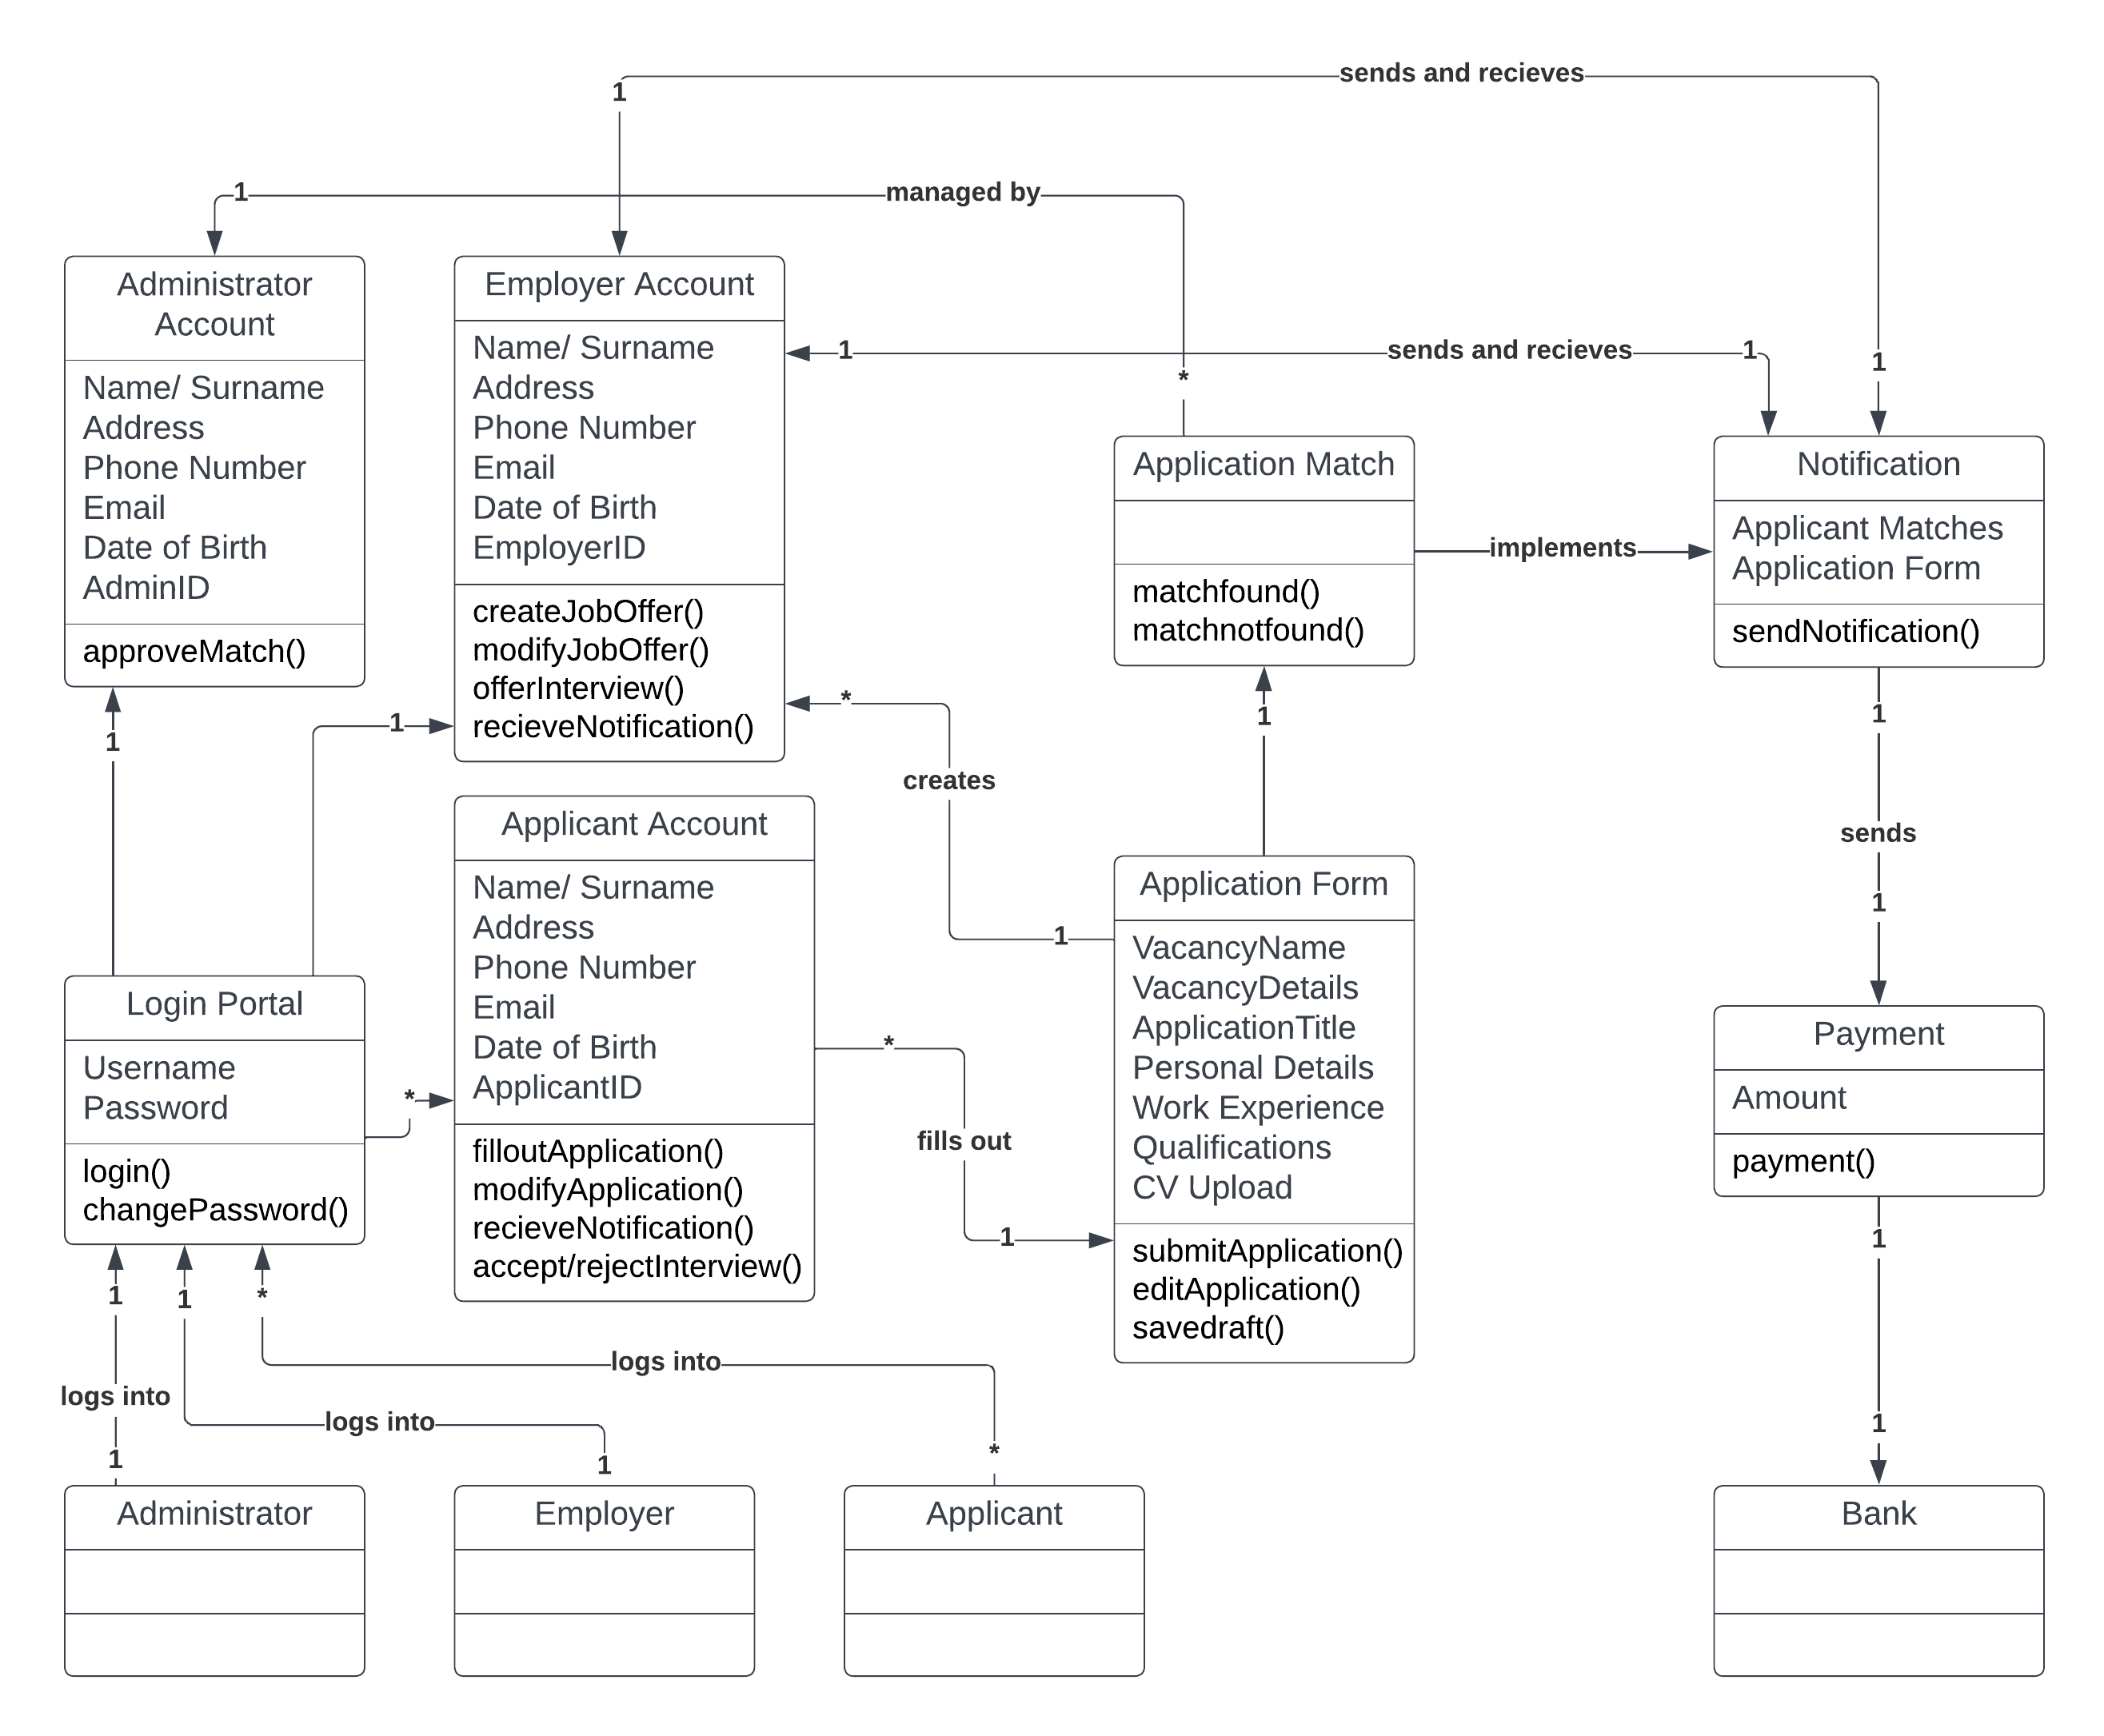 sends and recieves
1
1
managed by
Administrator
Account
Name/ Surname
Address
Phone Number
Email
Date of Birth
AdminID
approveMatch()
Employer Account
Name/ Surname
Address
Phone Number
Email
Date of Birth
EmployerID
createJobOffer()
modifyJobOffer()
offerInterview()
recieveNotification()
1
sends and recieves
1
1
*
Application Match
matchfound()
matchnotfound()
implements
Notification
Applicant Matches
Application Form
sendNotification()
1
1
*
1
1
creates
sends
1
1
Applicant Account
Name/ Surname
Address
Phone Number
Email
Date of Birth
ApplicantID
filloutApplication()
modifyApplication()
recieveNotification()
accept/rejectInterview()
Application Form
VacancyName
VacancyDetails
ApplicationTitle
Personal Details
Work Experience
Qualifications
CV Upload
submitApplication()
editApplication()
savedraft()
Login Portal
Username
Password
login()
changePassword()
*
*
fills out
1
Payment
Amount
payment()
1
1
1
1
*
logs into
logs into
logs into
1
1
*
Administrator
Employer
Applicant
Bank